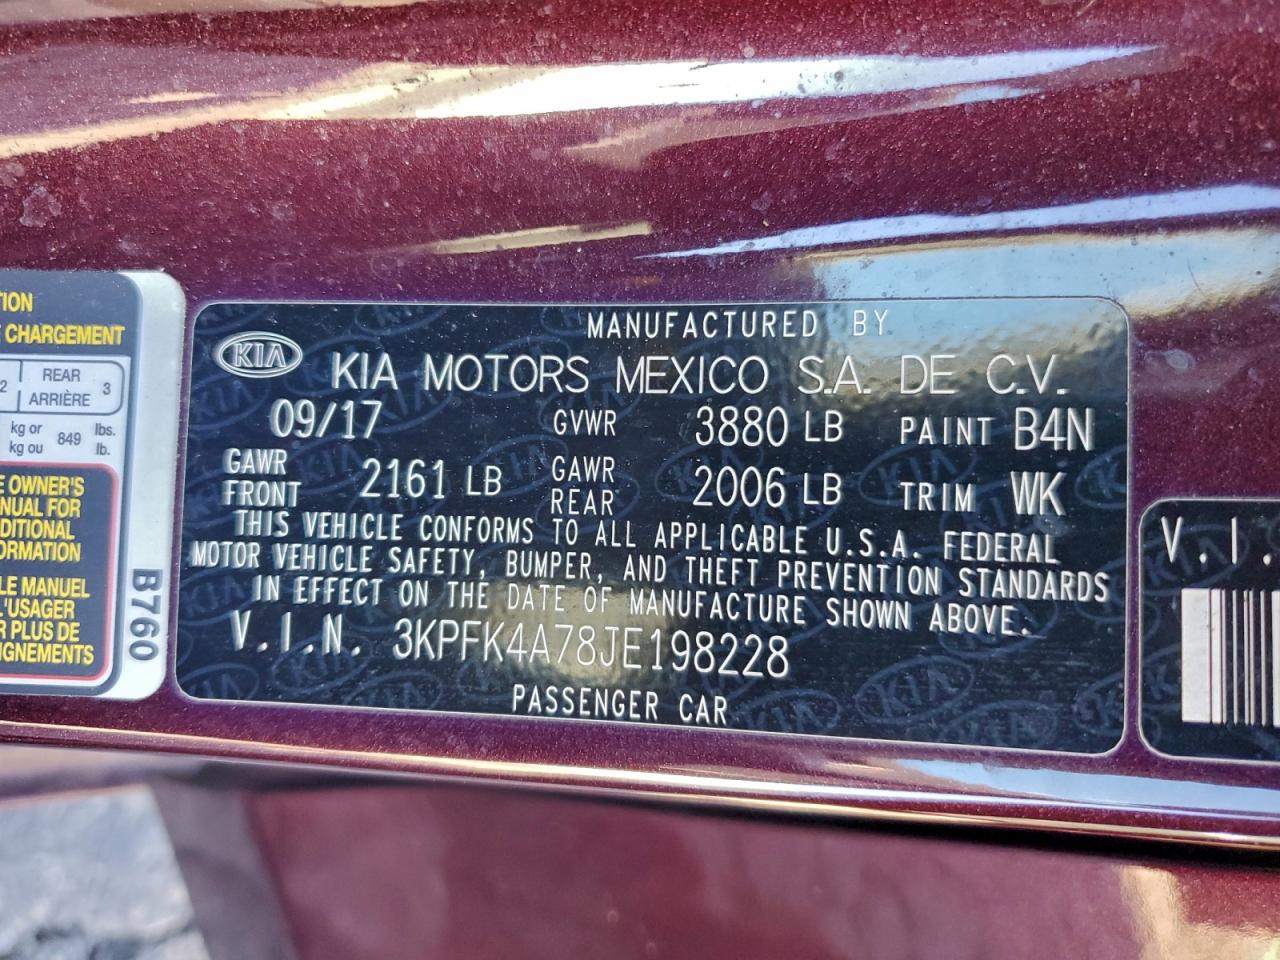 TION
E CHARGEMENT
2 REAR 3
ARRIÈRE
kg or 849 lbs.
kg ou lb.
E OWNER'S
ANUAL FOR
DDITIONAL
FORMATION
LE MANUEL
L'USAGER
R PLUS DE
IGNEMENTS
B760
MANUFACTURED BY
KIA KIA MOTORS MEXICO S.A. DE C.V.
09/17 GVWR 3880 LB PAINT B4N
GAWR FRONT 2161 LB GAWR REAR 2006 LB TRIM WK
THIS VEHICLE CONFORMS TO ALL APPLICABLE U.S.A. FEDERAL
MOTOR VEHICLE SAFETY, BUMPER, AND THEFT PREVENTION STANDARDS
IN EFFECT ON THE DATE OF MANUFACTURE SHOWN ABOVE.
V.I.N. 3KPFK4A78JE198228
PASSENGER CAR
V.I.